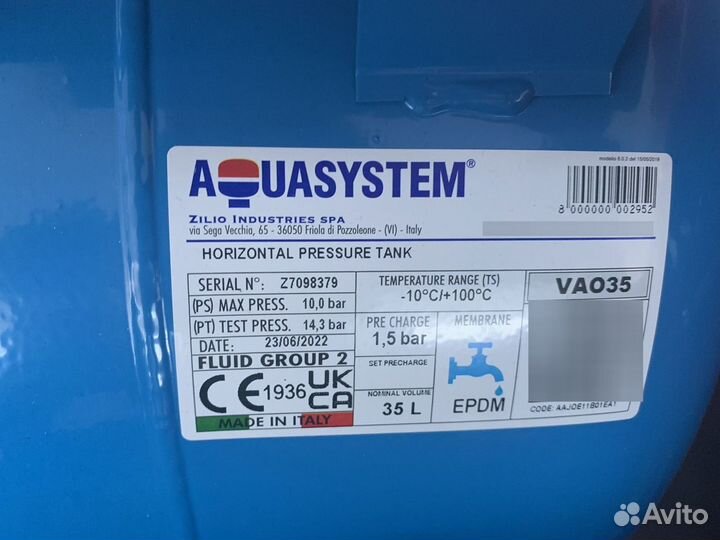 AQUASYSTEM®
modello 6.0.2 del 15/05/2019
ZILIO INDUSTRIES SPA
via Sega Vecchia, 65 - 36050 Friola di Pozzoleone - (VI) - Italy
8 000000 002952
HORIZONTAL PRESSURE TANK
SERIAL N°: Z7098379
(PS) MAX PRESS. 10,0 bar
(PT) TEST PRESS. 14,3 bar
DATE: 23/06/2022
FLUID GROUP 2
CE 1936 UK CA
MADE IN ITALY
TEMPERATURE RANGE (TS)
-10°C/+100°C
PRE CHARGE
1,5 bar
SET PRECHARGE
NOMINAL VOLUME
35 L
MEMBRANE
EPDM
VAO35
CODE: AAJOE11B01EA1
Avito